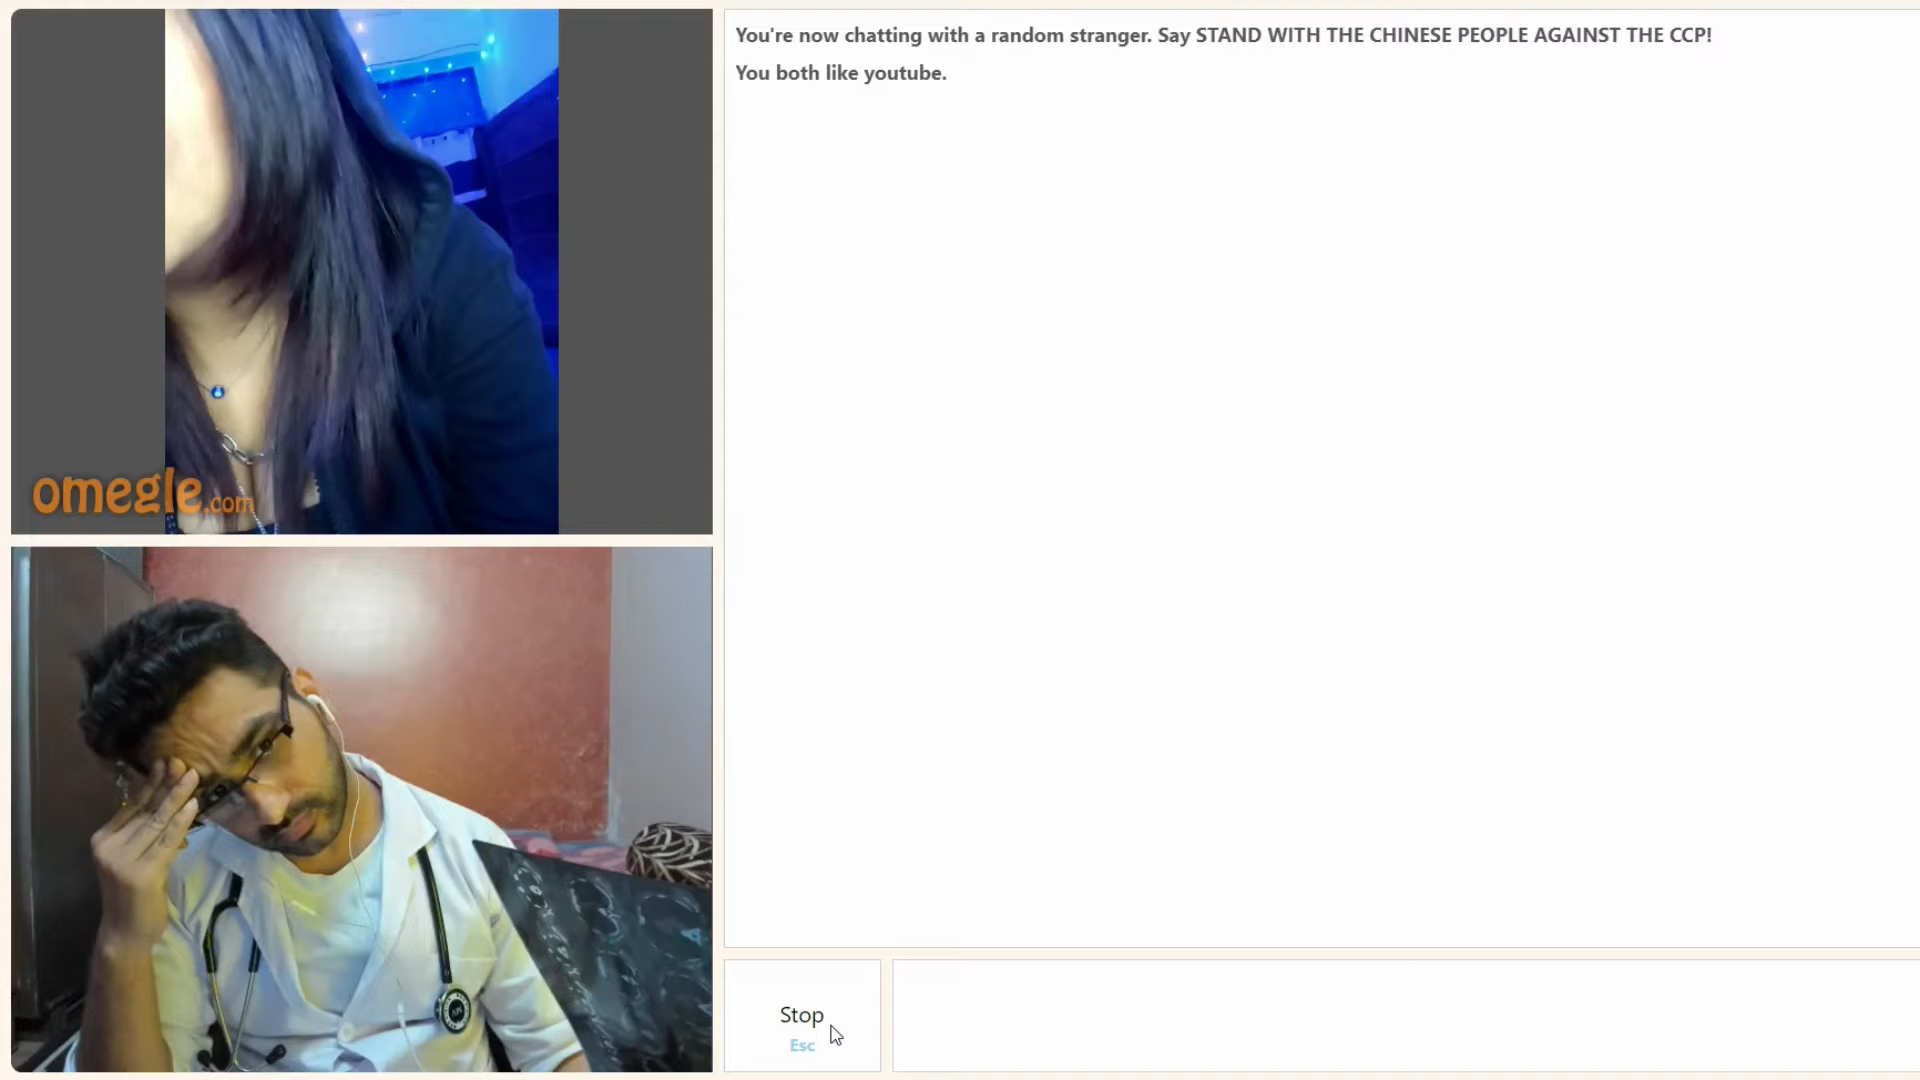 You're now chatting with a random stranger. Say STAND WITH THE CHINESE PEOPLE AGAINST THE CCP!
You both like youtube.
omegle.com
Stop
Esc